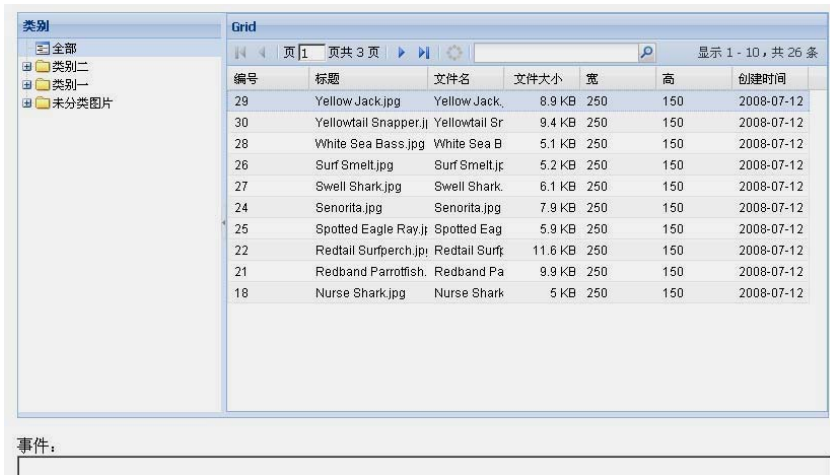 类别
全部
类别二
类别一
未分类图片
Grid
页 1 页共 3 页 显示 1 - 10，共 26 条
编号 标题 文件名 文件大小 宽 高 创建时间
29 Yellow Jack.jpg Yellow Jack. 8.9 KB 250 150 2008-07-12
30 Yellowtail Snapper.j Yellowtail Sr 9.4 KB 250 150 2008-07-12
28 White Sea Bass.jpg White Sea B 5.1 KB 250 150 2008-07-12
26 Surf Smelt.jpg Surf Smelt.jp 5.2 KB 250 150 2008-07-12
27 Swell Shark.jpg Swell Shark. 6.1 KB 250 150 2008-07-12
24 Senorita.jpg Senorita.jpg 7.9 KB 250 150 2008-07-12
25 Spotted Eagle Ray.j Spotted Eag 5.9 KB 250 150 2008-07-12
22 Redtail Surfperch.jp Redtail Surfp 11.6 KB 250 150 2008-07-12
21 Redband Parrotfish. Redband Pa 9.9 KB 250 150 2008-07-12
18 Nurse Shark.jpg Nurse Shark 5 KB 250 150 2008-07-12
事件：